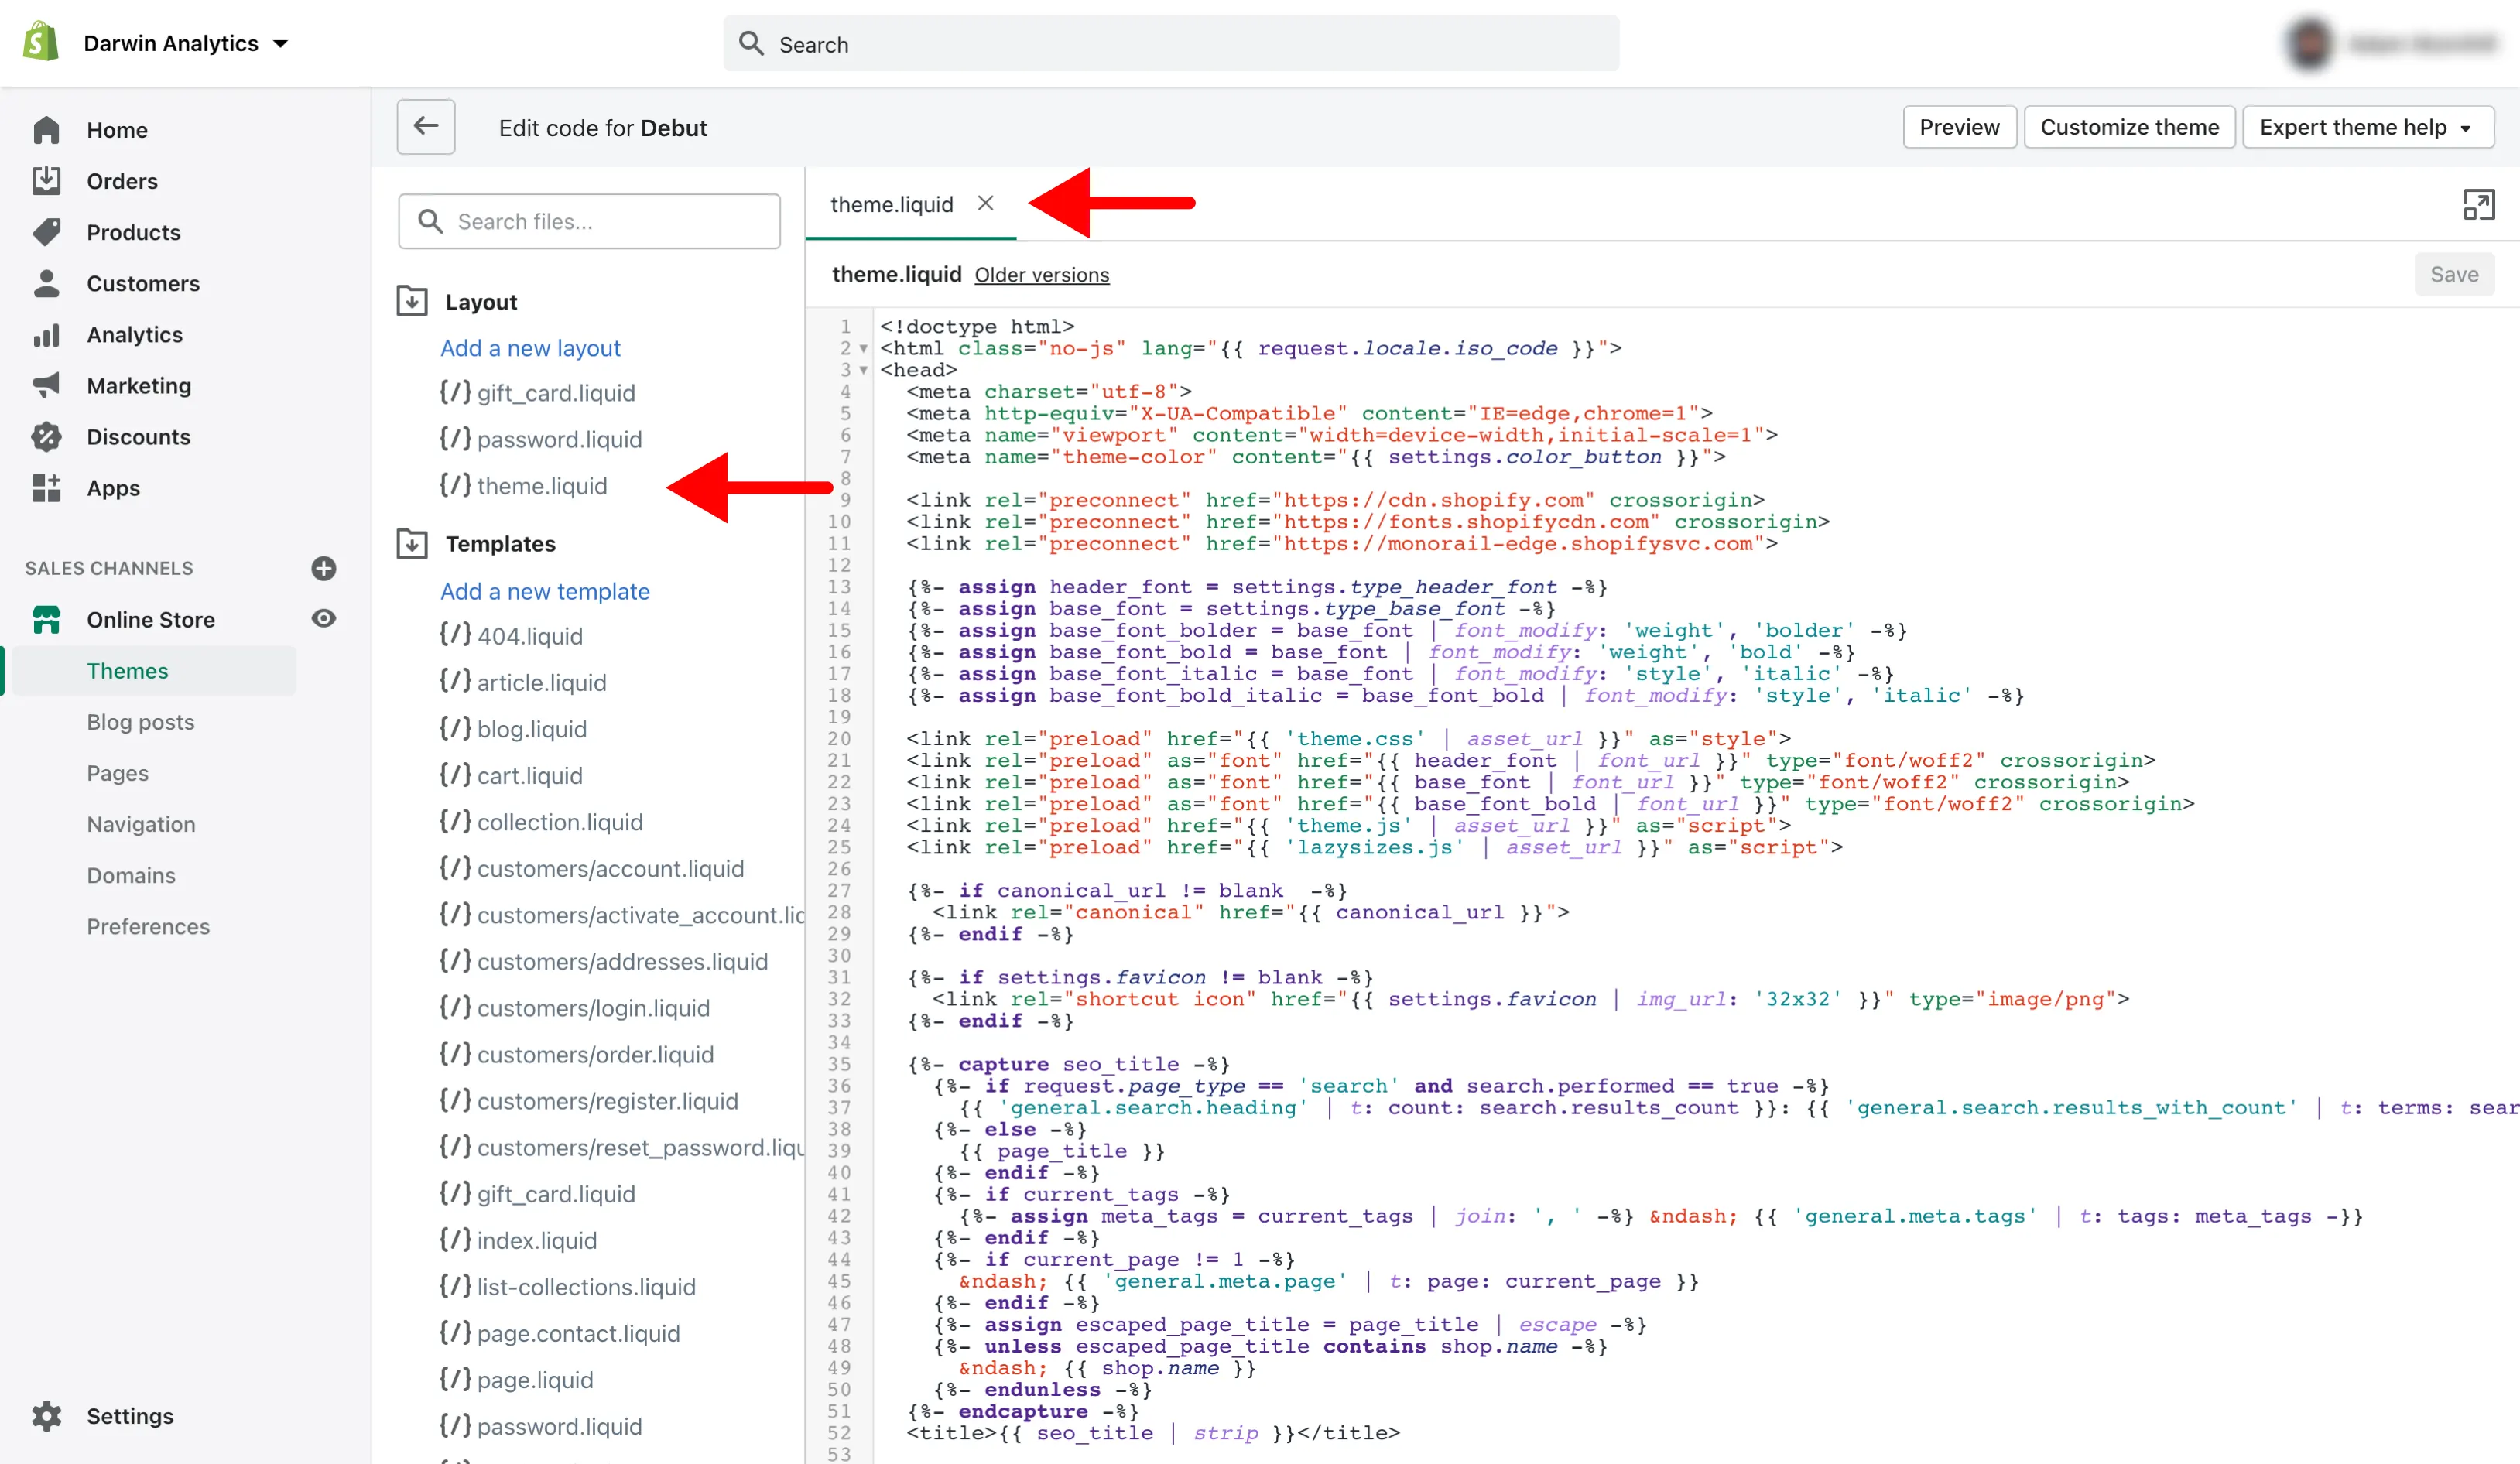 Darwin Analytics
Search
Home
Orders
Products
Customers
Analytics
Marketing
Discounts
Apps
SALES CHANNELS
Online Store
Themes
Blog posts
Pages
Navigation
Domains
Preferences
Settings
Edit code for Debut
Preview
Customize theme
Expert theme help
Search files...
Layout
Add a new layout
{/} gift_card.liquid
{/} password.liquid
{/} theme.liquid
Templates
Add a new template
{/} 404.liquid
{/} article.liquid
{/} blog.liquid
{/} cart.liquid
{/} collection.liquid
{/} customers/account.liquid
{/} customers/activate_account.lic
{/} customers/addresses.liquid
{/} customers/login.liquid
{/} customers/order.liquid
{/} customers/register.liquid
{/} customers/reset_password.liqu
{/} gift_card.liquid
{/} index.liquid
{/} list-collections.liquid
{/} page.contact.liquid
{/} page.liquid
{/} password.liquid
theme.liquid
theme.liquid Older versions
Save
1 <!doctype html>
2 <html class="no-js" lang="{{ request.locale.iso_code }}">
3 <head>
4 <meta charset="utf-8">
5 <meta http-equiv="X-UA-Compatible" content="IE=edge,chrome=1">
6 <meta name="viewport" content="width=device-width,initial-scale=1">
7 <meta name="theme-color" content="{{ settings.color_button }}">
8
9 <link rel="preconnect" href="https://cdn.shopify.com" crossorigin>
10 <link rel="preconnect" href="https://fonts.shopifycdn.com" crossorigin>
11 <link rel="preconnect" href="https://monorail-edge.shopifysvc.com">
12
13 {%- assign header_font = settings.type_header_font -%}
14 {%- assign base_font = settings.type_base_font -%}
15 {%- assign base_font_bolder = base_font | font_modify: 'weight', 'bolder' -%}
16 {%- assign base_font_bold = base_font | font_modify: 'weight', 'bold' -%}
17 {%- assign base_font_italic = base_font | font_modify: 'style', 'italic' -%}
18 {%- assign base_font_bold_italic = base_font_bold | font_modify: 'style', 'italic' -%}
19
20 <link rel="preload" href="{{ 'theme.css' | asset_url }}" as="style">
21 <link rel="preload" as="font" href="{{ header_font | font_url }}" type="font/woff2" crossorigin>
22 <link rel="preload" as="font" href="{{ base_font | font_url }}" type="font/woff2" crossorigin>
23 <link rel="preload" as="font" href="{{ base_font_bold | font_url }}" type="font/woff2" crossorigin>
24 <link rel="preload" href="{{ 'theme.js' | asset_url }}" as="script">
25 <link rel="preload" href="{{ 'lazysizes.js' | asset_url }}" as="script">
26
27 {%- if canonical_url != blank  -%}
28 <link rel="canonical" href="{{ canonical_url }}">
29 {%- endif -%}
30
31 {%- if settings.favicon != blank -%}
32 <link rel="shortcut icon" href="{{ settings.favicon | img_url: '32x32' }}" type="image/png">
33 {%- endif -%}
34
35 {%- capture seo_title -%}
36 {%- if request.page_type == 'search' and search.performed == true -%}
37 {{ 'general.search.heading' | t: count: search.results_count }}: {{ 'general.search.results_with_count' | t: terms: sear
38 {%- else -%}
39 {{ page_title }}
40 {%- endif -%}
41 {%- if current_tags -%}
42 {%- assign meta_tags = current_tags | join: ', ' -%} &ndash; {{ 'general.meta.tags' | t: tags: meta_tags -}}
43 {%- endif -%}
44 {%- if current_page != 1 -%}
45 &ndash; {{ 'general.meta.page' | t: page: current_page }}
46 {%- endif -%}
47 {%- assign escaped_page_title = page_title | escape -%}
48 {%- unless escaped_page_title contains shop.name -%}
49 &ndash; {{ shop.name }}
50 {%- endunless -%}
51 {%- endcapture -%}
52 <title>{{ seo_title | strip }}</title>
53